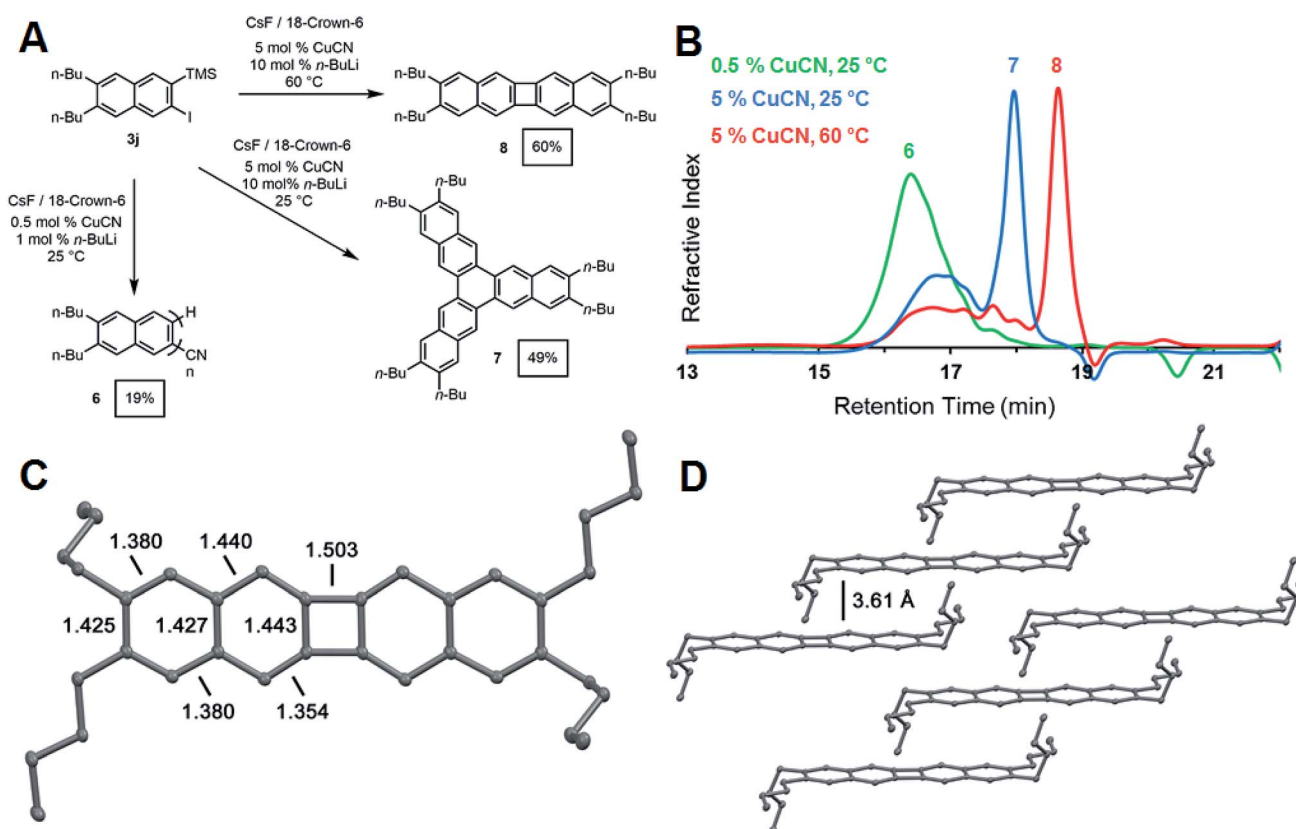 A
n-Bu
n-Bu
TMS
I
3j
CsF / 18-Crown-6
5 mol % CuCN
10 mol % n-BuLi
60 °C
n-Bu
n-Bu
n-Bu
n-Bu
8
60%
CsF / 18-Crown-6
5 mol % CuCN
10 mol% n-BuLi
25 °C
CsF / 18-Crown-6
0.5 mol % CuCN
1 mol % n-BuLi
25 °C
n-Bu
n-Bu
H
CN
n
6
19%
n-Bu
n-Bu
n-Bu
n-Bu
n-Bu
n-Bu
7
49%
B
0.5 % CuCN, 25 °C
5 % CuCN, 25 °C
5 % CuCN, 60 °C
6
7
8
Refractive Index
13
15
17
19
21
Retention Time (min)
C
1.380
1.440
1.503
1.425
1.427
1.443
1.380
1.354
D
3.61 Å